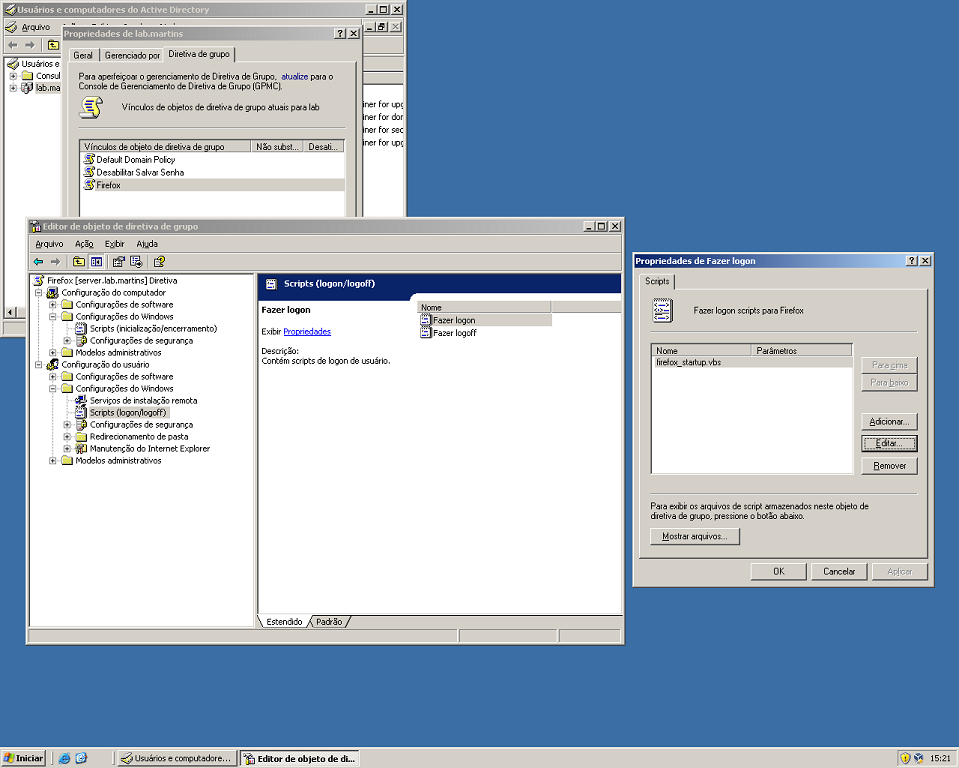 Usuários e computadores do Active Directory
Arquivo
Usuários e
Consul
lab.ma
iner for upg
iner for dor
iner for sec
iner for upg
Propriedades de lab.martins
Geral
Gerenciado por
Diretiva de grupo
Para aperfeiçoar o gerenciamento de Diretiva de Grupo, atualize para o
Console de Gerenciamento de Diretiva de Grupo (GPMC).
Vínculos de objetos de diretiva de grupo atuais para lab
Vínculos de objeto de diretiva de grupo
Não subst...
Desati...
Default Domain Policy
Desabilitar Salvar Senha
Firefox
Editor de objeto de diretiva de grupo
Arquivo Ação Exibir Ajuda
Firefox [server.lab.martins] Diretiva
Configuração do computador
Configurações de software
Configurações do Windows
Scripts (inicialização/encerramento)
Configurações de segurança
Modelos administrativos
Configuração do usuário
Configurações de software
Configurações do Windows
Serviços de instalação remota
Scripts (logon/logoff)
Configurações de segurança
Redirecionamento de pasta
Manutenção do Internet Explorer
Modelos administrativos
Scripts (logon/logoff)
Fazer logon
Exibir Propriedades
Descrição:
Contém scripts de logon de usuário.
Nome
Fazer logon
Fazer logoff
Estendido
Padrão
Propriedades de Fazer logon
Scripts
Fazer logon scripts para Firefox
Nome
Parâmetros
firefox_startup.vbs
Para cima
Para baixo
Adicionar...
Editar...
Remover
Para exibir os arquivos de script armazenados neste objeto de
diretiva de grupo, pressione o botão abaixo.
Mostrar arquivos...
OK
Cancelar
Aplicar
Iniciar
Usuários e computadore...
Editor de objeto de di...
15:21